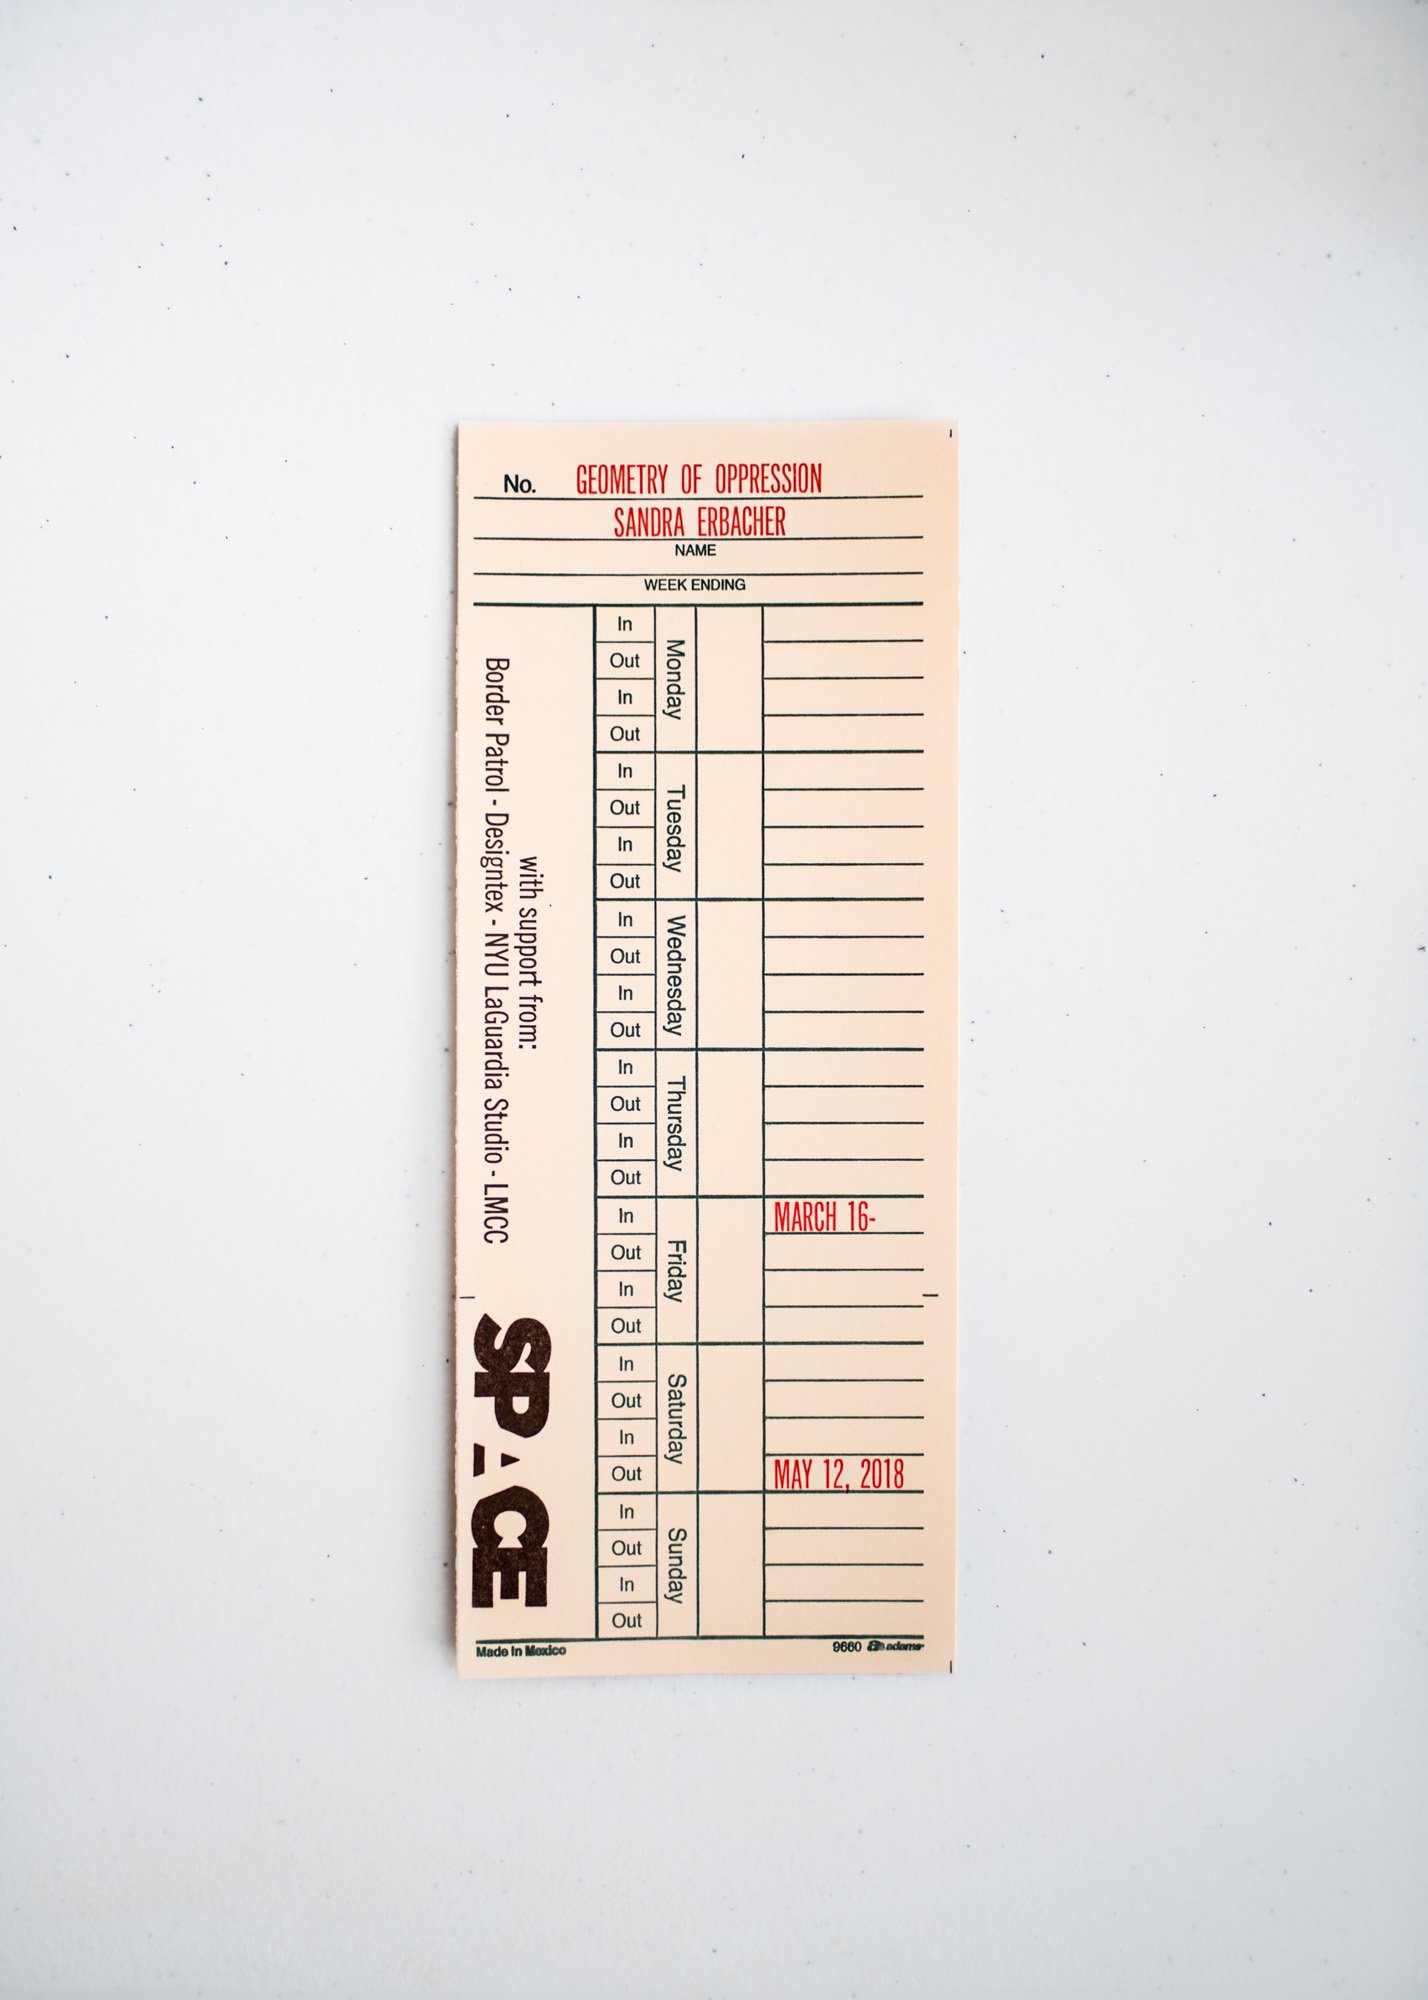 No. GEOMETRY OF OPPRESSION
SANDRA ERBACHER
NAME
WEEK ENDING
with support from:
Border Patrol - Designtex - NYU LaGuardia Studio - LMCC
SPACE
Monday
In
Out
In
Out
Tuesday
In
Out
In
Out
Wednesday
In
Out
In
Out
Thursday
In
Out
In
Out
Friday
In MARCH 16-
Out
In
Out
Saturday
In
Out
In
Out MAY 12, 2018
Sunday
In
Out
In
Out
Made In Mexico 9660 adams